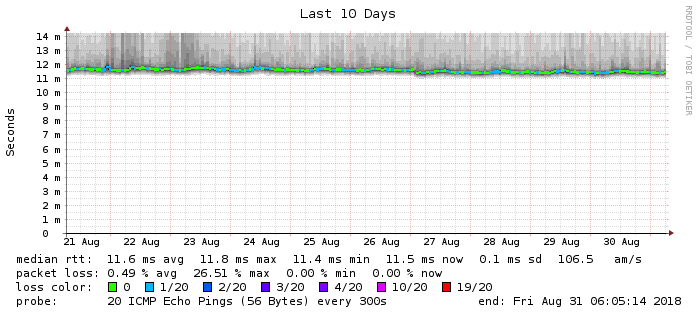 Last 10 Days
RRDTOOL / TOBI OETIKER
Seconds
14 m
13 m
12 m
11 m
10 m
9 m
8 m
7 m
6 m
5 m
4 m
3 m
2 m
1 m
0
21 Aug 22 Aug 23 Aug 24 Aug 25 Aug 26 Aug 27 Aug 28 Aug 29 Aug 30 Aug
median rtt: 11.6 ms avg 11.8 ms max 11.4 ms min 11.5 ms now 0.1 ms sd 106.5 am/s
packet loss: 0.49 % avg 26.51 % max 0.00 % min 0.00 % now
loss color: 0 1/20 2/20 3/20 4/20 10/20 19/20
probe: 20 ICMP Echo Pings (56 Bytes) every 300s end: Fri Aug 31 06:05:14 2018